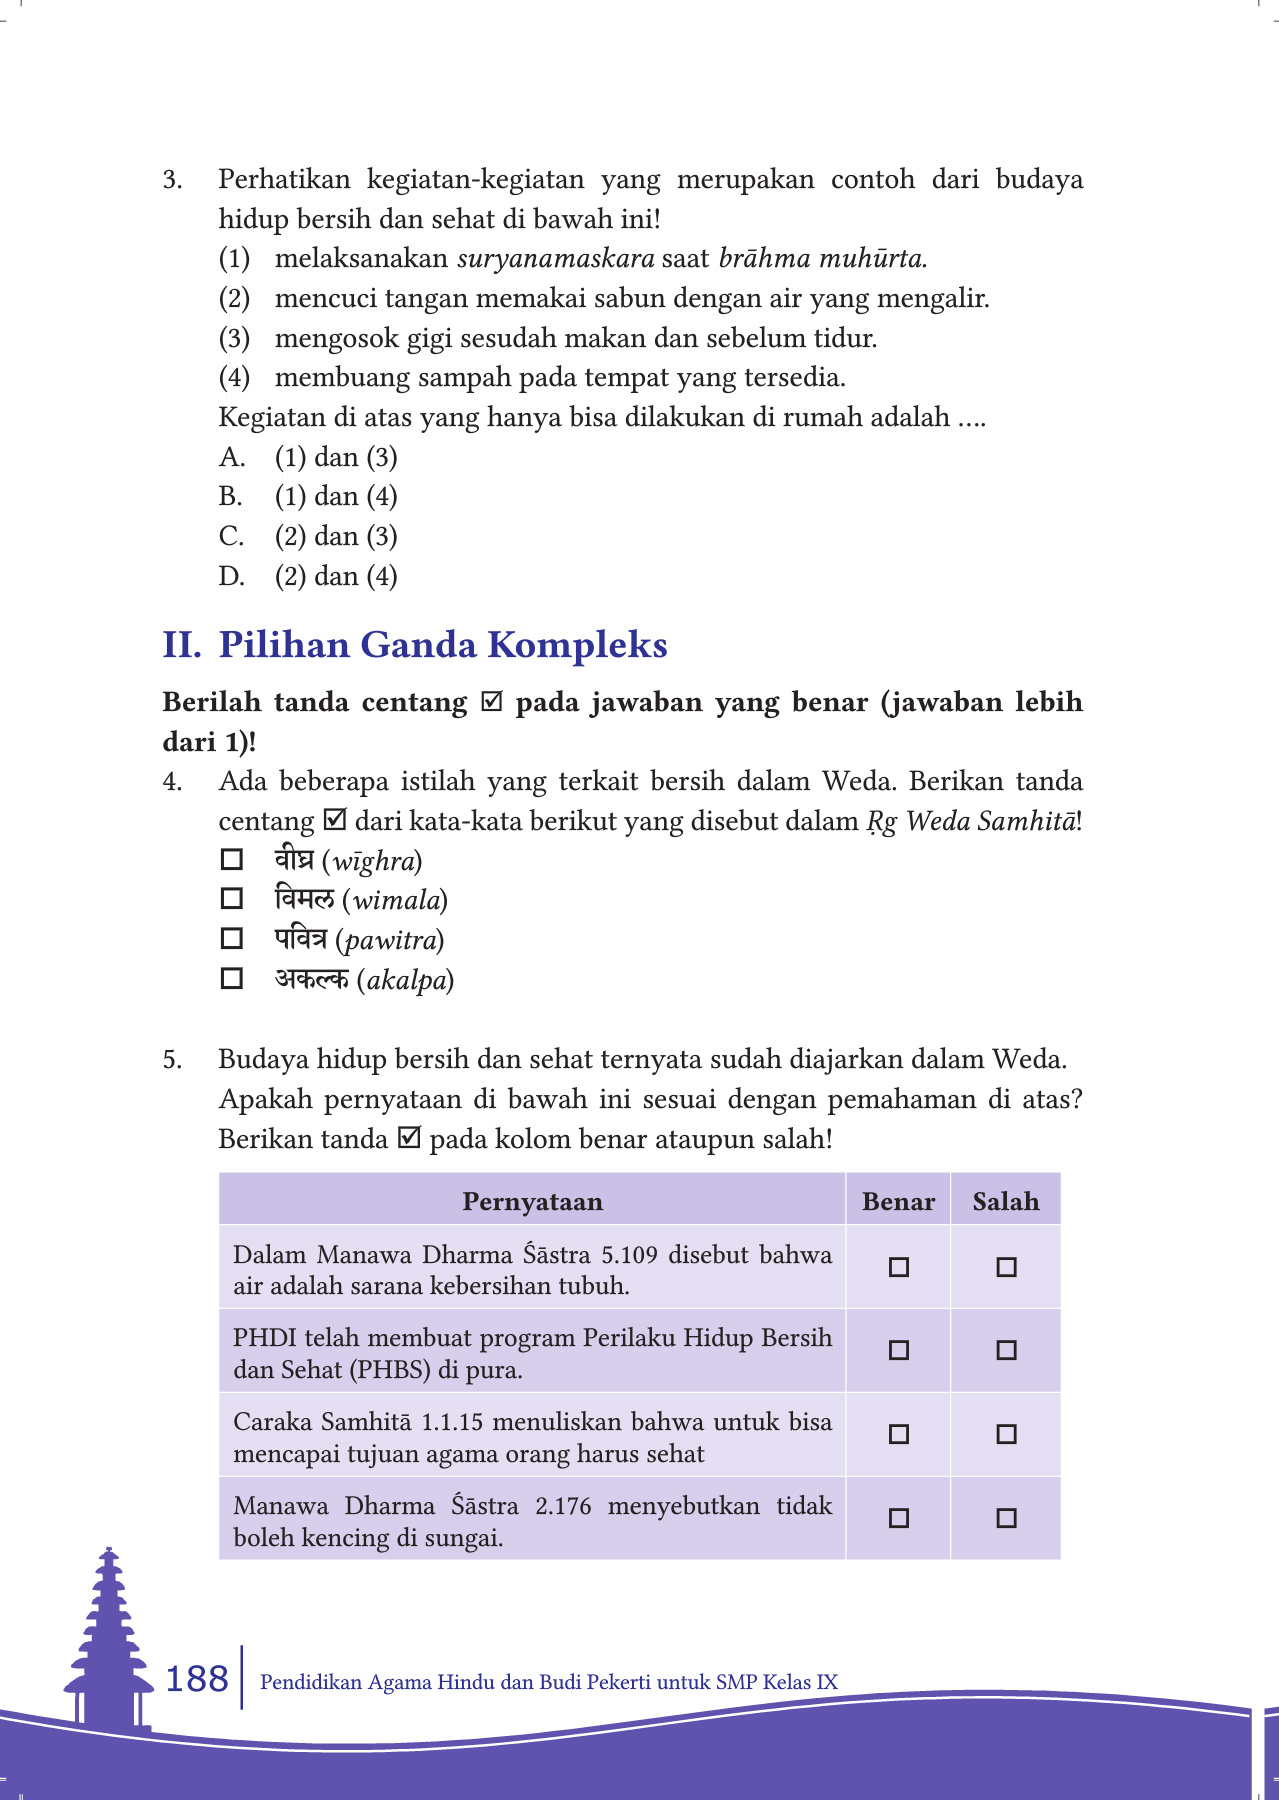 3. Perhatikan kegiatan-kegiatan yang merupakan contoh dari budaya
hidup bersih dan sehat di bawah ini!
(1) melaksanakan suryanamaskara saat brāhma muhūrta.
(2) mencuci tangan memakai sabun dengan air yang mengalir.
(3) mengosok gigi sesudah makan dan sebelum tidur.
(4) membuang sampah pada tempat yang tersedia.
Kegiatan di atas yang hanya bisa dilakukan di rumah adalah ....
A. (1) dan (3)
B. (1) dan (4)
C. (2) dan (3)
D. (2) dan (4)
II. Pilihan Ganda Kompleks
Berilah tanda centang ☑ pada jawaban yang benar (jawaban lebih
dari 1)!
4. Ada beberapa istilah yang terkait bersih dalam Weda. Berikan tanda
centang ☑ dari kata-kata berikut yang disebut dalam Ṛg Weda Samhitā!
☐ वीघ्र (wīghra)
☐ विमल (wimala)
☐ पवित्र (pawitra)
☐ अकल्क (akalpa)
5. Budaya hidup bersih dan sehat ternyata sudah diajarkan dalam Weda.
Apakah pernyataan di bawah ini sesuai dengan pemahaman di atas?
Berikan tanda ☑ pada kolom benar ataupun salah!
Pernyataan Benar Salah
Dalam Manawa Dharma Śāstra 5.109 disebut bahwa
air adalah sarana kebersihan tubuh. ☐ ☐
PHDI telah membuat program Perilaku Hidup Bersih
dan Sehat (PHBS) di pura. ☐ ☐
Caraka Samhitā 1.1.15 menuliskan bahwa untuk bisa
mencapai tujuan agama orang harus sehat ☐ ☐
Manawa Dharma Śāstra 2.176 menyebutkan tidak
boleh kencing di sungai. ☐ ☐
188 Pendidikan Agama Hindu dan Budi Pekerti untuk SMP Kelas IX